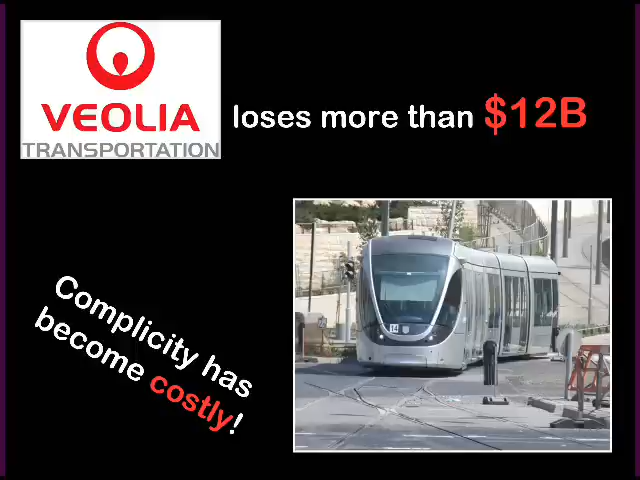 VEOLIA
TRANSPORTATION
loses more than $12B
14
Complicity has
become costly!